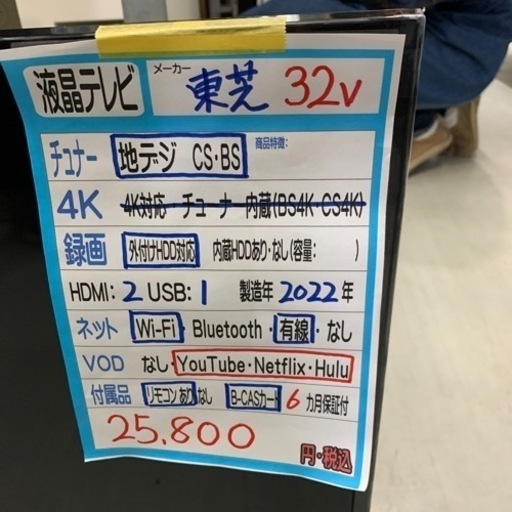 液晶テレビ メーカー 東芝 32v
チュナー 地デジ CS・BS 商品特徴:
4K 4K対応・チューナー内蔵(BS4K・CS4K)
録画 外付けHDD対応 内蔵HDDあり・なし(容量: )
HDMI: 2 USB: 1 製造年 2022年
ネット Wi-Fi Bluetooth・有線・なし
VOD なし・YouTube・Netflix・Hulu
付属品 リモコンあり なし B-CASカード 6カ月保証付
25,800 円・税込